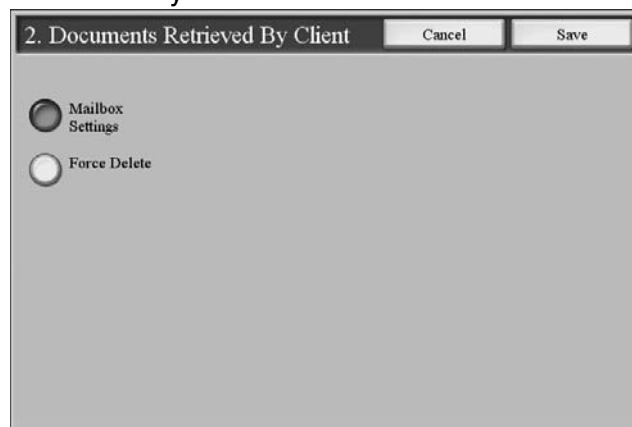 2. Documents Retrieved By Client
Cancel
Save
Mailbox
Settings
Force Delete